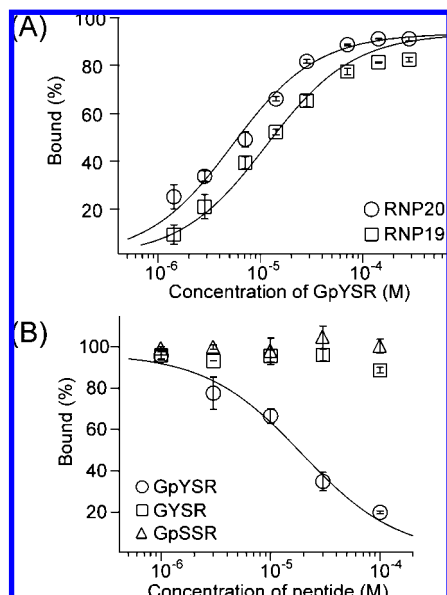 (A)
100
80
60
40
20
Bound (%)
RNP20
RNP19
10⁻⁶
10⁻⁵
10⁻⁴
Concentration of GpYSR (M)
(B)
100
80
60
40
20
Bound (%)
GpYSR
GYSR
GpSSR
10⁻⁶
10⁻⁵
10⁻⁴
Concentration of peptide (M)